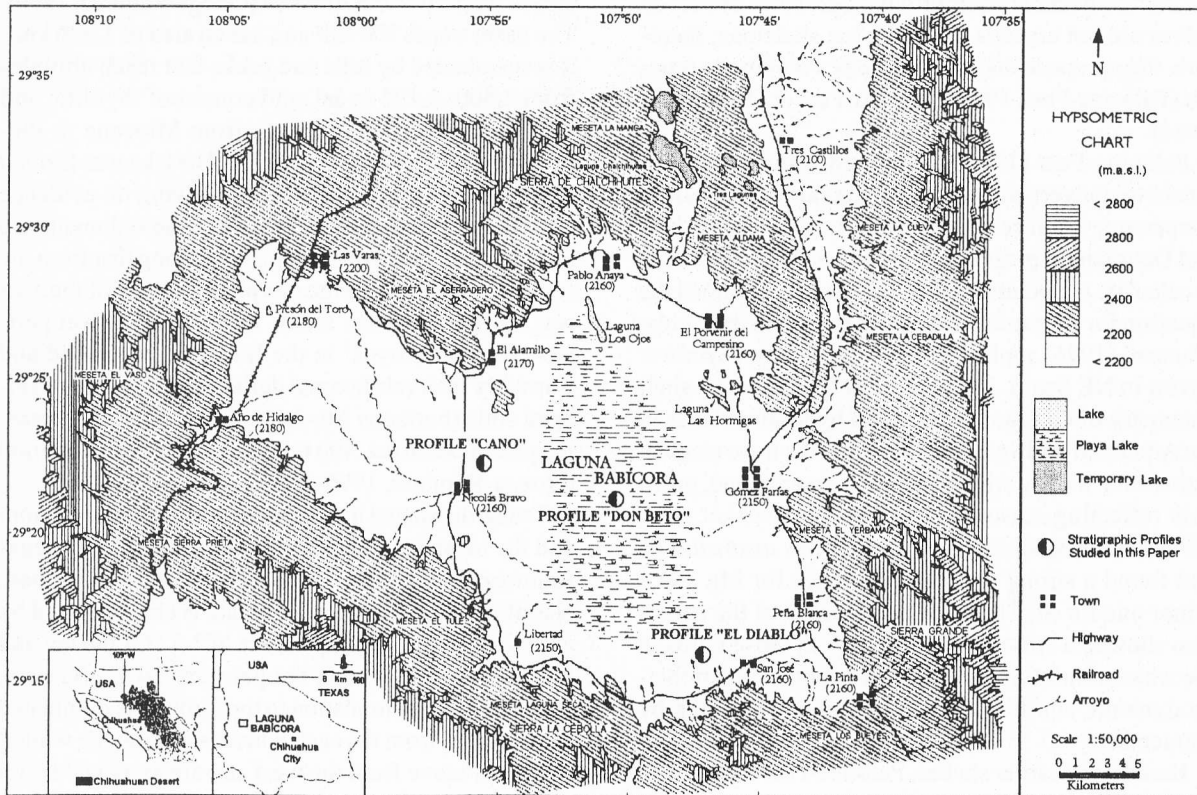 108°10'
108°05'
108°00'
107°55'
107°50'
107°45'
107°40'
107°35'
29°35'
29°30'
29°25'
29°20'
29°15'
MESETA LA MANGA
Laguna Chalchihuites
SIERRA DE CHALCHIHUITES
Tres Lagunas
Tres Castillos
(2100)
MESETA ALDAMA
MESETA LA CUEVA
Las Varas
(2200)
Pablo Anaya
(2160)
MESETA EL ASERRADERO
Presón del Toro
(2180)
Laguna
Los Ojos
El Porvenir del
Campesino
(2160)
MESETA LA CEBADILLA
El Alamillo
(2170)
MESETA EL VASO
Año de Hidalgo
(2180)
Laguna
Las Hormigas
PROFILE "CANO"
LAGUNA
BABÍCORA
Nicolás Bravo
(2160)
PROFILE "DON BETO"
Gómez Farías
(2150)
MESETA SIERRA PRIETA
MESETA EL YERBAMAIZ
MESETA EL TULE
Peña Blanca
(2160)
SIERRA GRANDE
Libertad
(2150)
PROFILE "EL DIABLO"
San José
(2160)
La Pinta
(2160)
MESETA LAGUNA SECA
SIERRA LA CEBOLLA
MESETA LOS BUEYES
109°W
USA
Chihuahua
Chihuahuan Desert
USA
TEXAS
N
0 Km 160
LAGUNA
BABÍCORA
Chihuahua
City
N
HYPSOMETRIC
CHART
(m.a.s.l.)
< 2800
2800
2600
2400
2200
< 2200
Lake
Playa Lake
Temporary Lake
Stratigraphic Profiles
Studied in this Paper
Town
Highway
Railroad
Arroyo
Scale 1:50,000
0 1 2 3 4 5
Kilometers